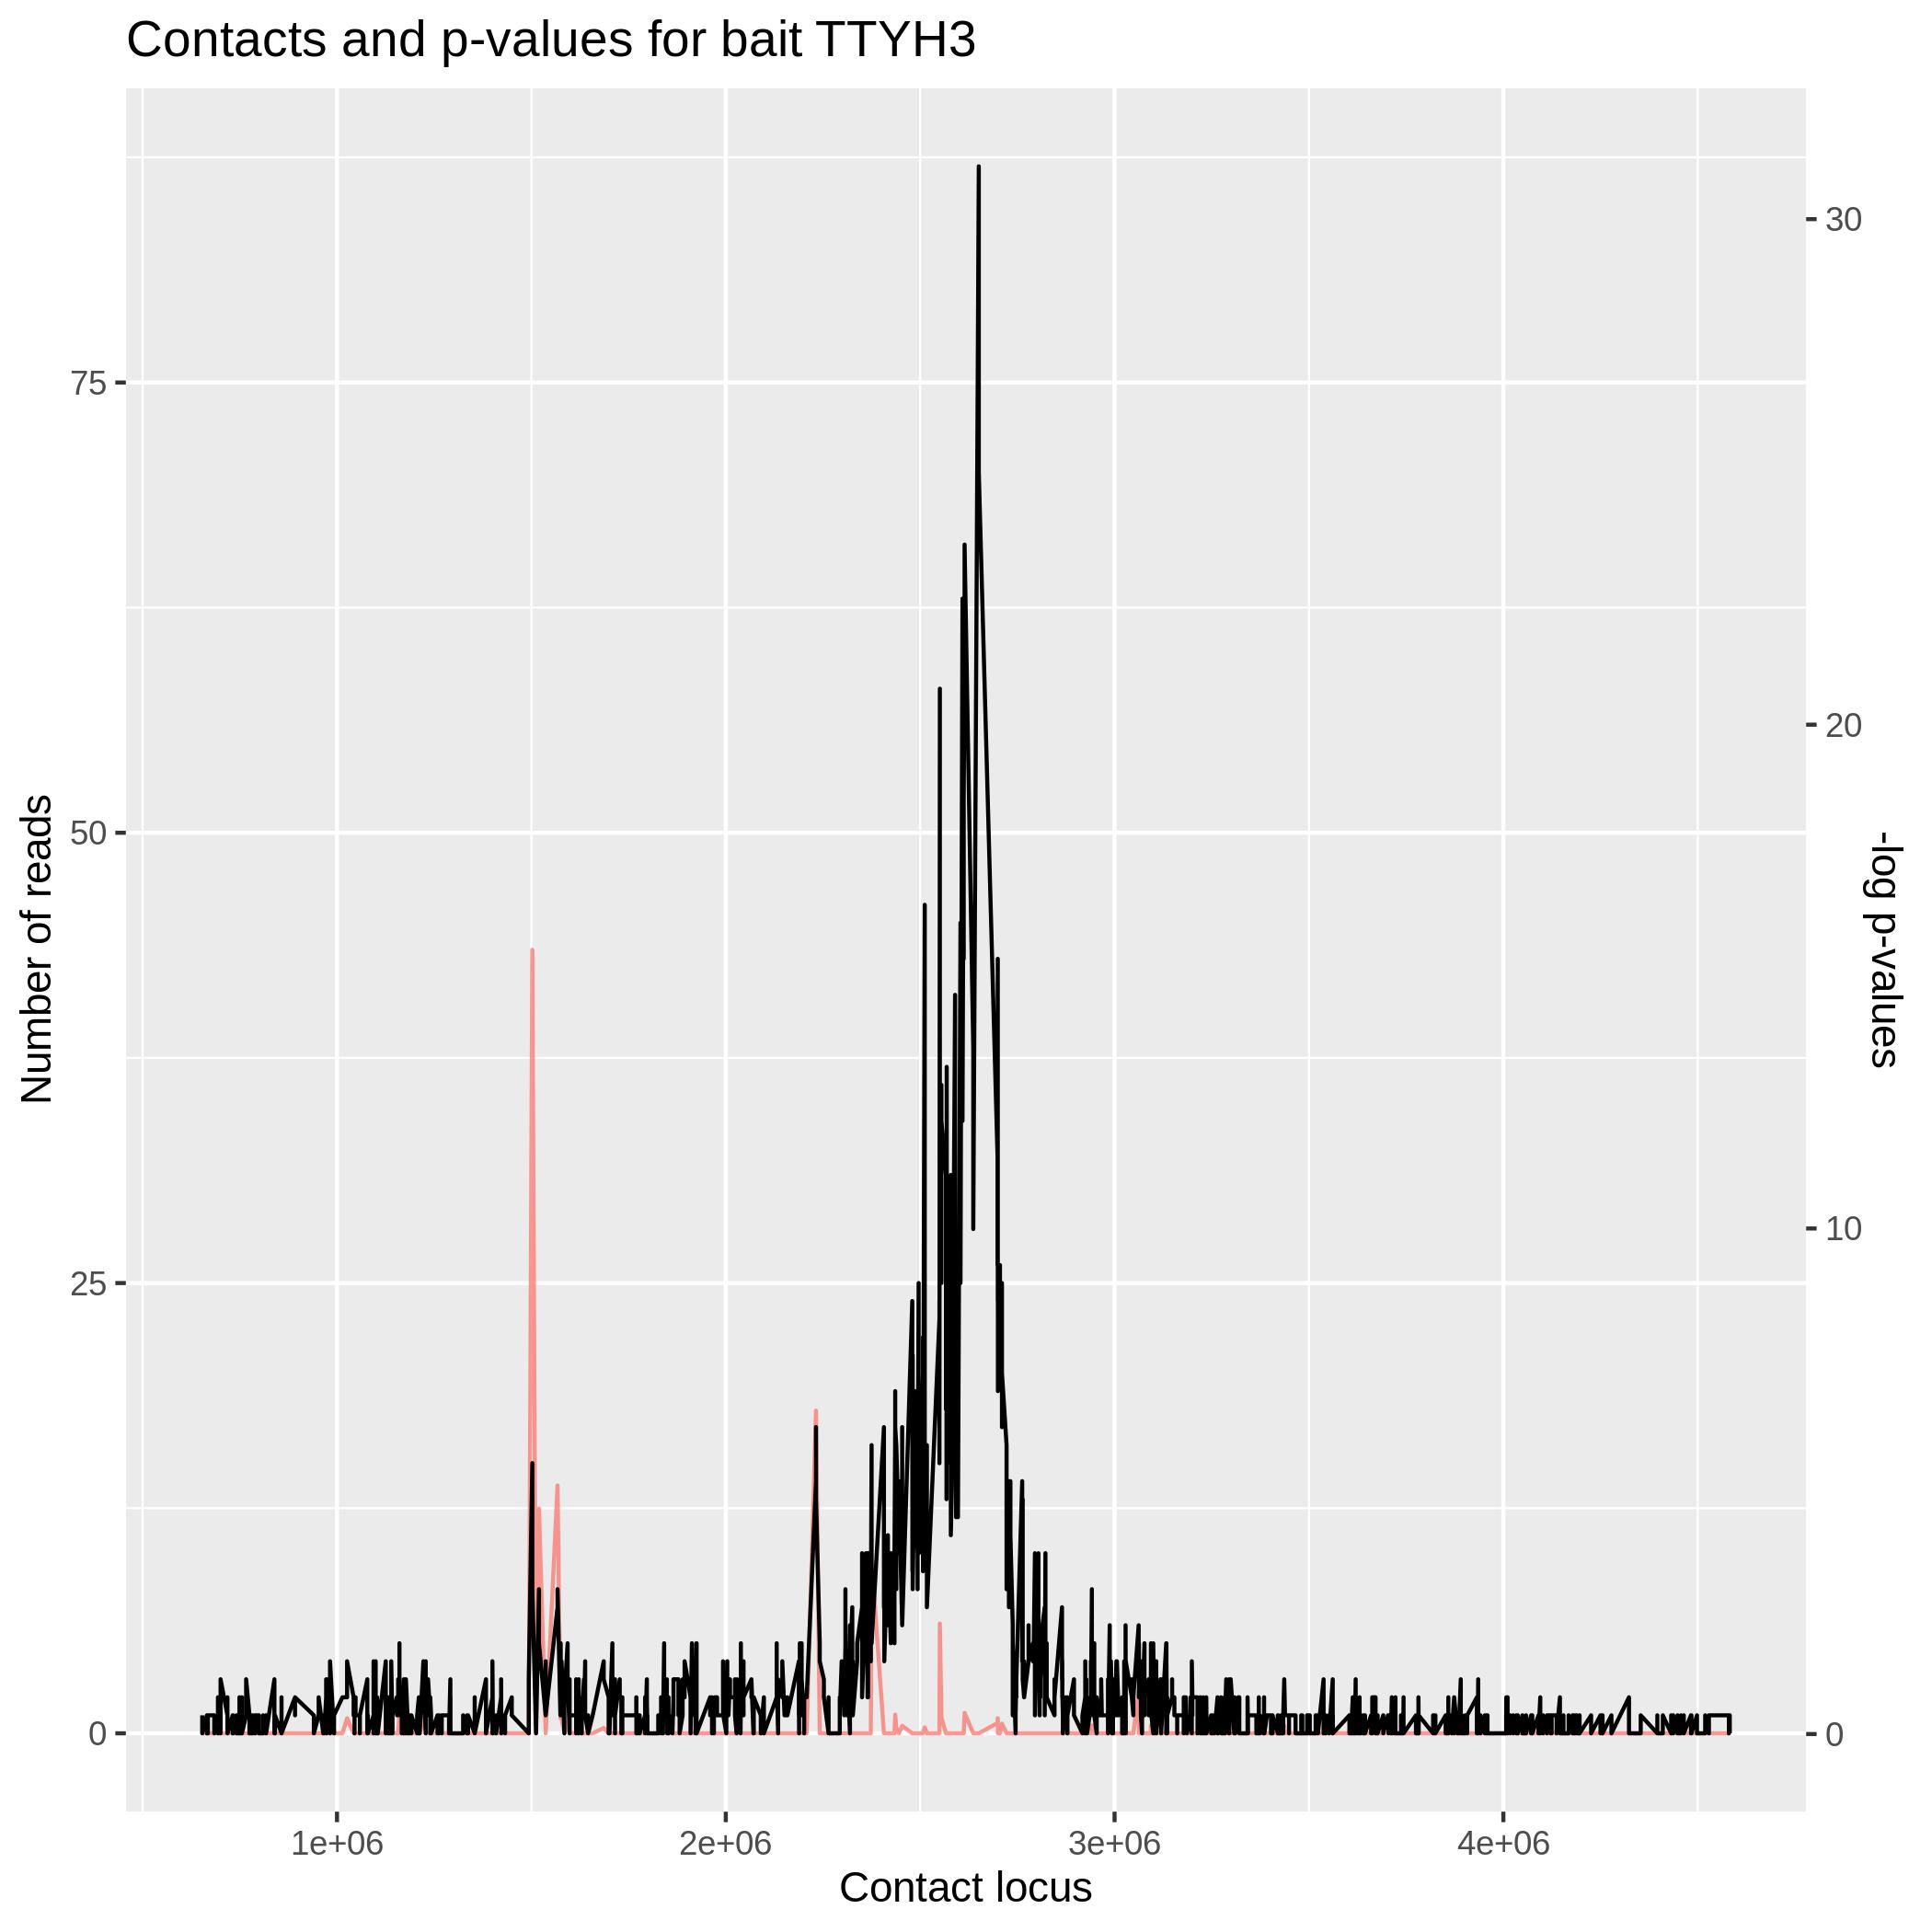 Contacts and p-values for bait TTYH3
Number of reads
75
50
25
0
30
20
10
0
-log p-values
1e+06
2e+06
3e+06
4e+06
Contact locus